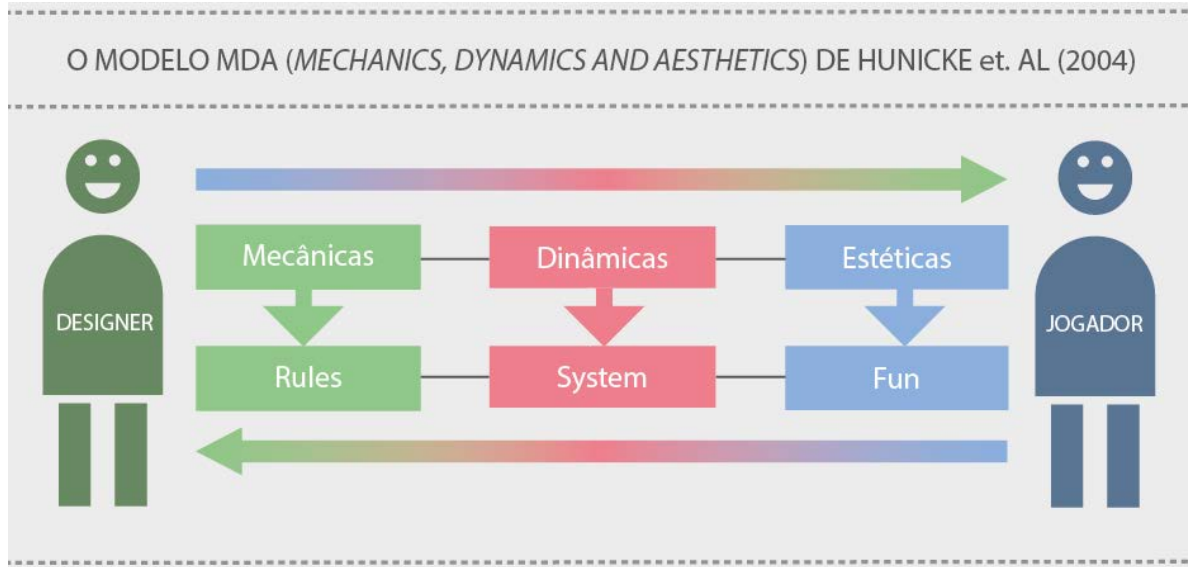 O MODELO MDA (MECHANICS, DYNAMICS AND AESTHETICS) DE HUNICKE et. AL (2004)
Mecânicas
Dinâmicas
Estéticas
DESIGNER
JOGADOR
Rules
System
Fun